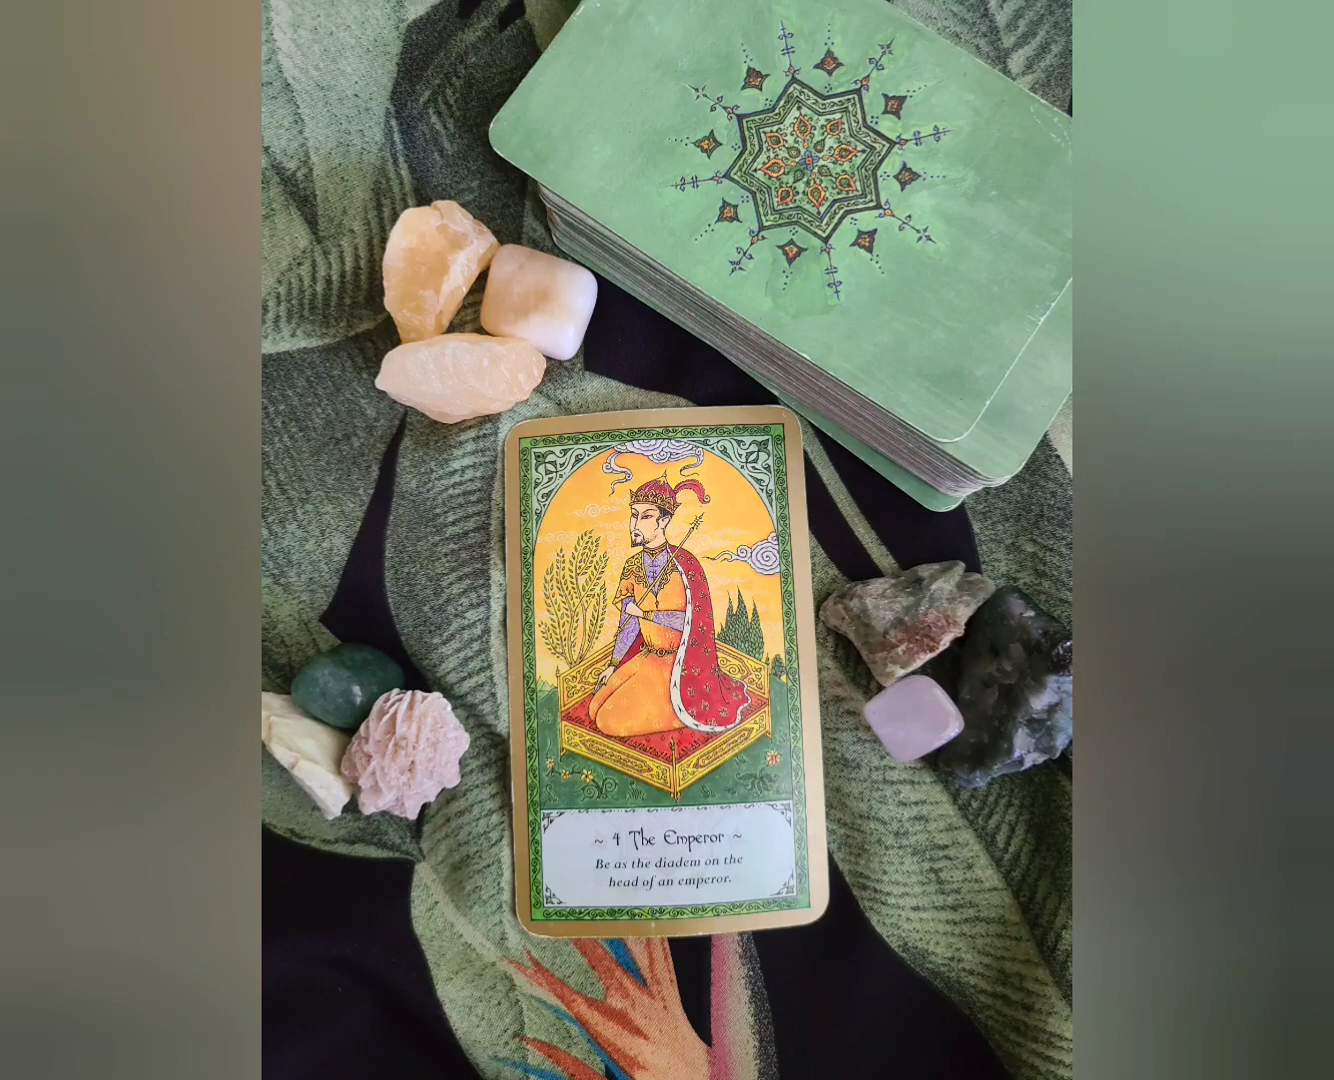 ~ 4 The Emperor ~
Be as the diadem on the
head of an emperor.